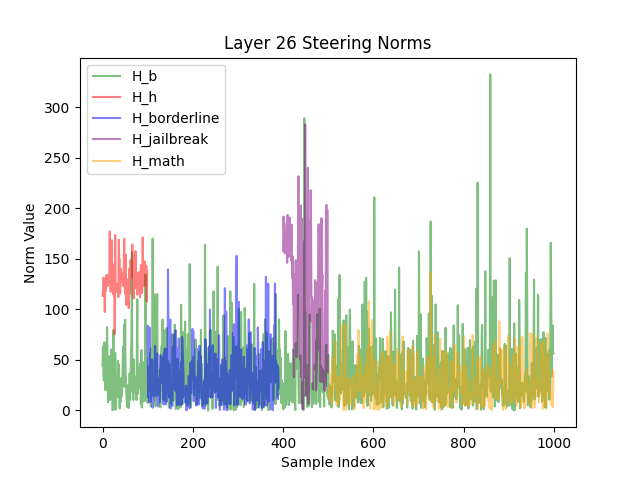 Layer 26 Steering Norms
H_b
H_h
H_borderline
H_jailbreak
H_math
300
250
200
150
100
50
0
Norm Value
0 200 400 600 800 1000
Sample Index